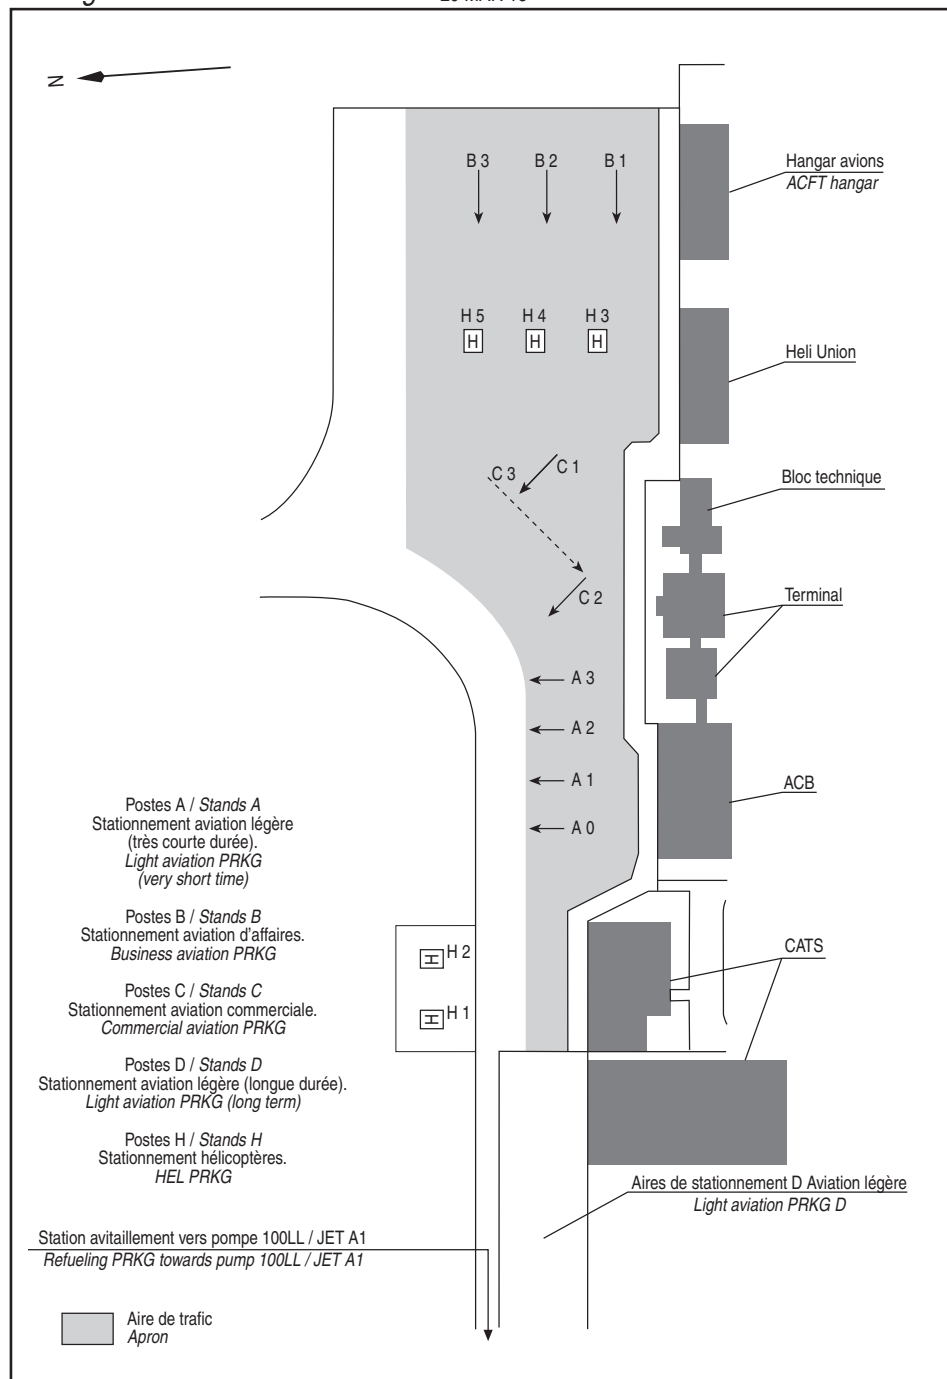 N
B 3
B 2
B 1
Hangar avions
ACFT hangar
H 5
H 4
H 3
H
H
H
Heli Union
C 3
C 1
Bloc technique
C 2
Terminal
A 3
A 2
A 1
ACB
A 0
Postes A / Stands A
Stationnement aviation légère
(très courte durée).
Light aviation PRKG
(very short time)
Postes B / Stands B
Stationnement aviation d'affaires.
Business aviation PRKG
H
H 2
CATS
Postes C / Stands C
Stationnement aviation commerciale.
Commercial aviation PRKG
H
H 1
Postes D / Stands D
Stationnement aviation légère (longue durée).
Light aviation PRKG (long term)
Postes H / Stands H
Stationnement hélicoptères.
HEL PRKG
Aires de stationnement D Aviation légère
Light aviation PRKG D
Station avitaillement vers pompe 100LL / JET A1
Refueling PRKG towards pump 100LL / JET A1
Aire de trafic
Apron